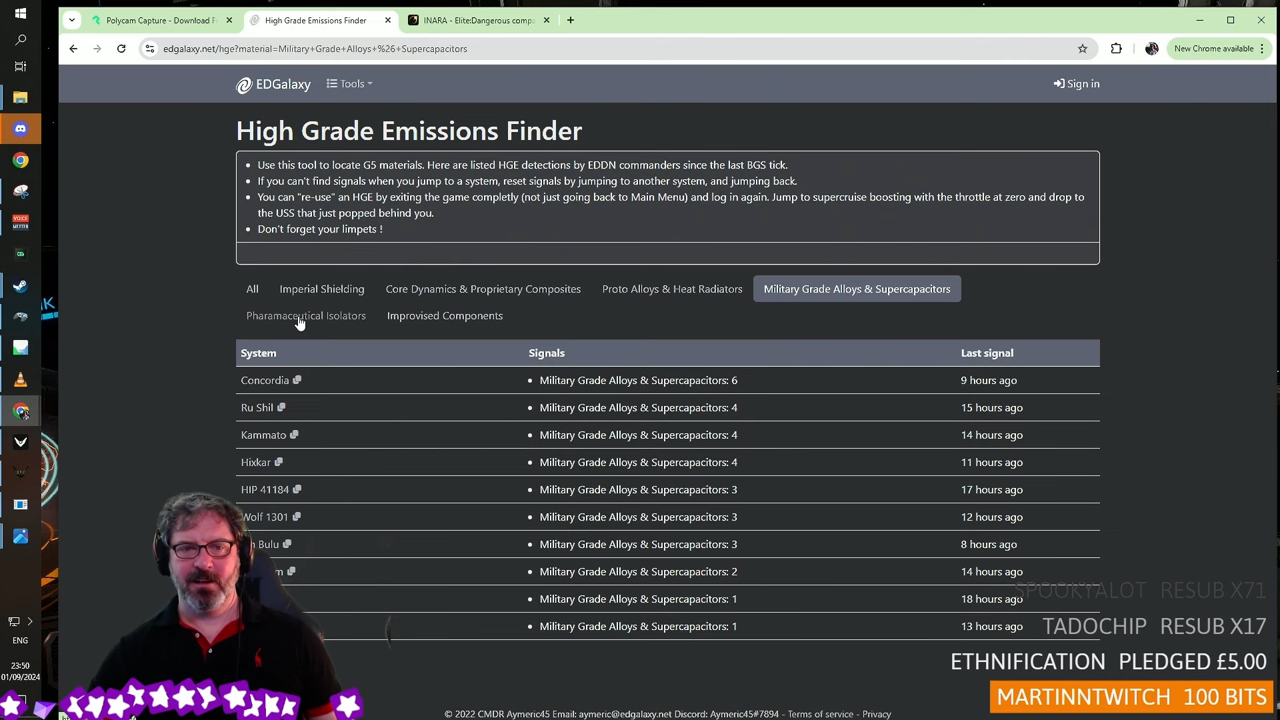 Polycam Capture - Download F
High Grade Emissions Finder
INARA - Elite:Dangerous comp
edgalaxy.net/hge?material=Military+Grade+Alloys+%26+Supercapacitors
New Chrome available
EDGalaxy
Tools
Sign in
High Grade Emissions Finder
Use this tool to locate G5 materials. Here are listed HGE detections by EDDN commanders since the last BGS tick.
If you can't find signals when you jump to a system, reset signals by jumping to another system, and jumping back.
You can "re-use" an HGE by exiting the game completly (not just going back to Main Menu) and log in again. Jump to supercruise boosting with the throttle at zero and drop to
the USS that just popped behind you.
Don't forget your limpets !
All
Imperial Shielding
Core Dynamics & Proprietary Composites
Proto Alloys & Heat Radiators
Military Grade Alloys & Supercapacitors
Pharamaceutical Isolators
Improvised Components
System
Signals
Last signal
Concordia
Military Grade Alloys & Supercapacitors: 6
9 hours ago
Ru Shil
Military Grade Alloys & Supercapacitors: 4
15 hours ago
Kammato
Military Grade Alloys & Supercapacitors: 4
14 hours ago
Hixkar
Military Grade Alloys & Supercapacitors: 4
11 hours ago
HIP 41184
Military Grade Alloys & Supercapacitors: 3
17 hours ago
Wolf 1301
Military Grade Alloys & Supercapacitors: 3
12 hours ago
Bulu
Military Grade Alloys & Supercapacitors: 3
8 hours ago
Military Grade Alloys & Supercapacitors: 2
14 hours ago
Military Grade Alloys & Supercapacitors: 1
18 hours ago
Military Grade Alloys & Supercapacitors: 1
13 hours ago
SPOOKYALOT RESUB X71
TADOCHIP RESUB X17
ETHNIFICATION PLEDGED £5.00
MARTINNTWITCH 100 BITS
ENG
23:50
01/09/2024
© 2022 CMDR Aymeric45 Email: aymeric@edgalaxy.net Discord: Aymeric45#7894 - Terms of service - Privacy